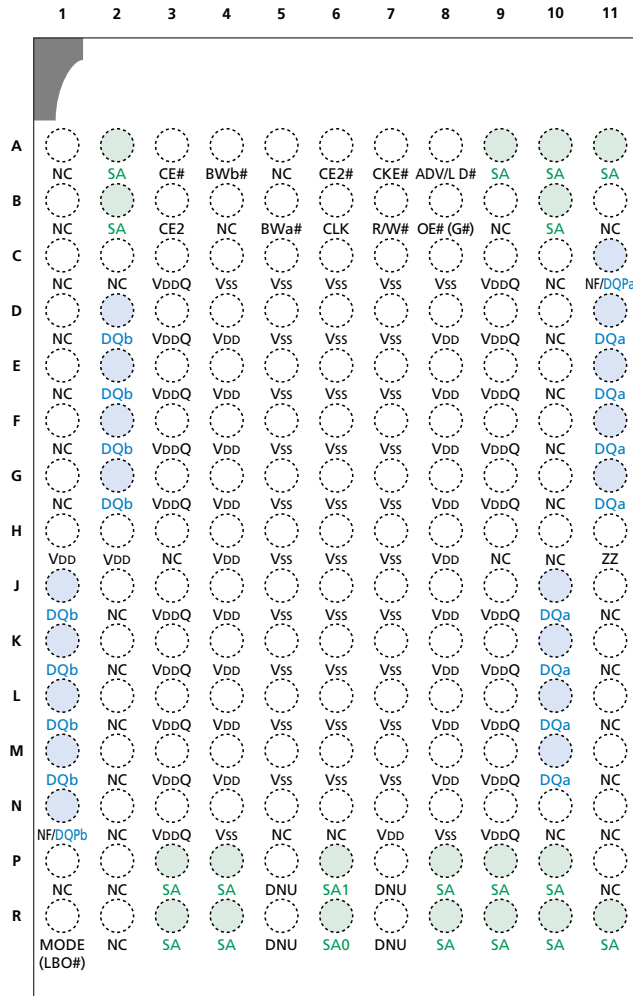 1 2 3 4 5 6 7 8 9 10 11
A
NC SA CE# BWb# NC CE2# CKE# ADV/LD# SA SA SA
B
NC SA CE2 NC BWa# CLK R/W# OE# (G#) NC SA NC
C
NC NC VDDQ VSS VSS VSS VSS VSS VDDQ NC NF/DQPa
D
NC DQb VDDQ VDD VSS VSS VSS VDD VDDQ NC DQa
E
NC DQb VDDQ VDD VSS VSS VSS VDD VDDQ NC DQa
F
NC DQb VDDQ VDD VSS VSS VSS VDD VDDQ NC DQa
G
NC DQb VDDQ VDD VSS VSS VSS VDD VDDQ NC DQa
H
VDD VDD NC VDD VSS VSS VSS VDD NC NC ZZ
J
DQb NC VDDQ VDD VSS VSS VSS VDD VDDQ DQa NC
K
DQb NC VDDQ VDD VSS VSS VSS VDD VDDQ DQa NC
L
DQb NC VDDQ VDD VSS VSS VSS VDD VDDQ DQa NC
M
DQb NC VDDQ VDD VSS VSS VSS VDD VDDQ DQa NC
N
NF/DQPb NC VDDQ VSS NC NC VDD VSS VDDQ NC NC
P
NC NC SA SA DNU SA1 DNU SA SA SA NC
R
MODE NC SA SA DNU SA0 DNU SA SA SA SA
(LBO#)